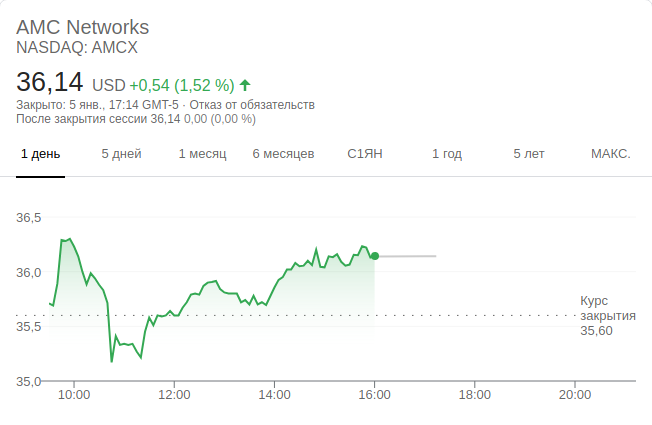 AMC Networks
NASDAQ: AMCX
36,14 USD +0,54 (1,52 %)
Закрыто: 5 янв., 17:14 GMT-5 · Отказ от обязательств
После закрытия сессии 36,14 0,00 (0,00 %)
1 день 5 дней 1 месяц 6 месяцев С1ЯН 1 год 5 лет МАКС.
36,5
36,0
35,5
35,0
Курс
закрытия
35,60
10:00 12:00 14:00 16:00 18:00 20:00